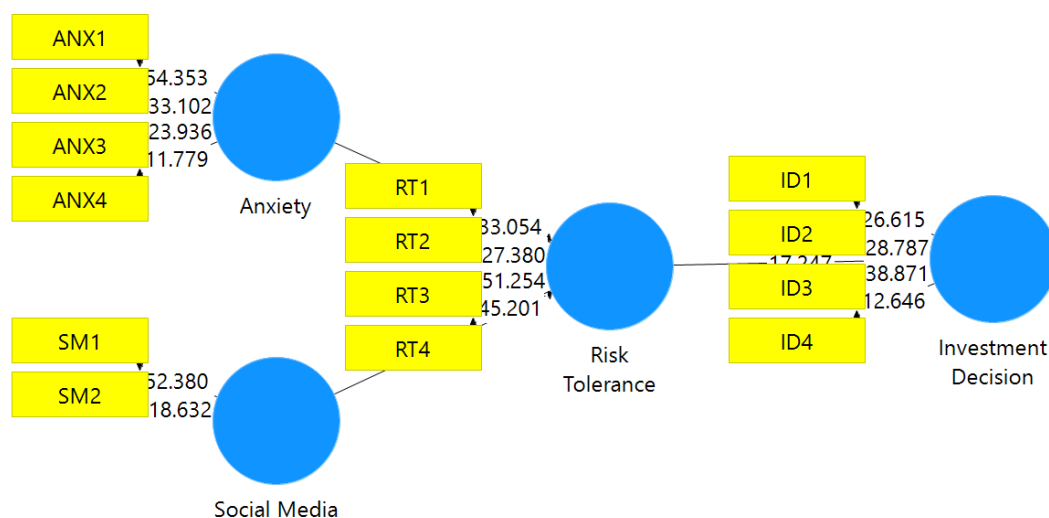 ANX1
ANX2
ANX3
ANX4
54.353
33.102
23.936
11.779
Anxiety
SM1
SM2
52.380
18.632
Social Media
RT1
RT2
RT3
RT4
33.054
27.380
51.254
45.201
Risk
Tolerance
17.247
ID1
ID2
ID3
ID4
26.615
28.787
38.871
12.646
Investment
Decision